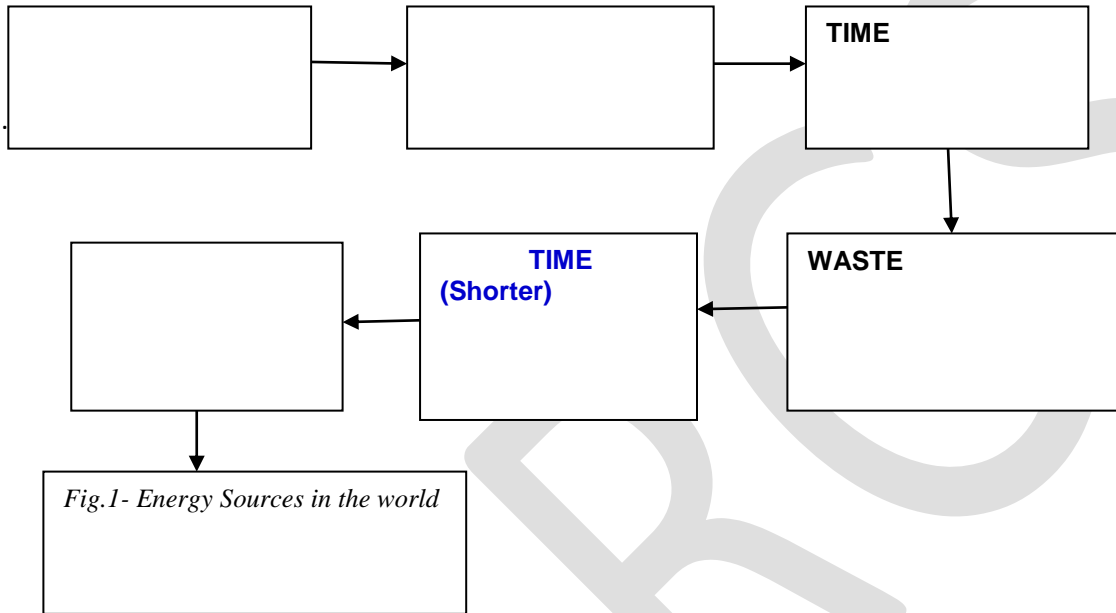 TIME
WASTE
TIME
(Shorter)
Fig.1- Energy Sources in the world